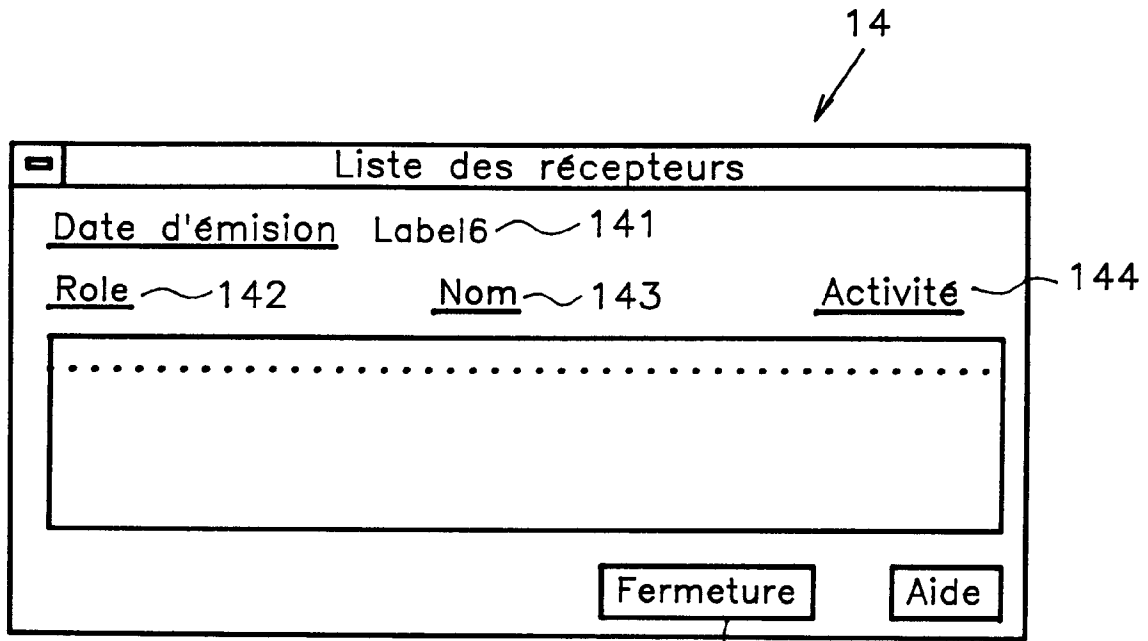 14
Liste des récepteurs
Date d'émision Label6 141
Role 142 Nom 143 Activité 144
Fermeture Aide